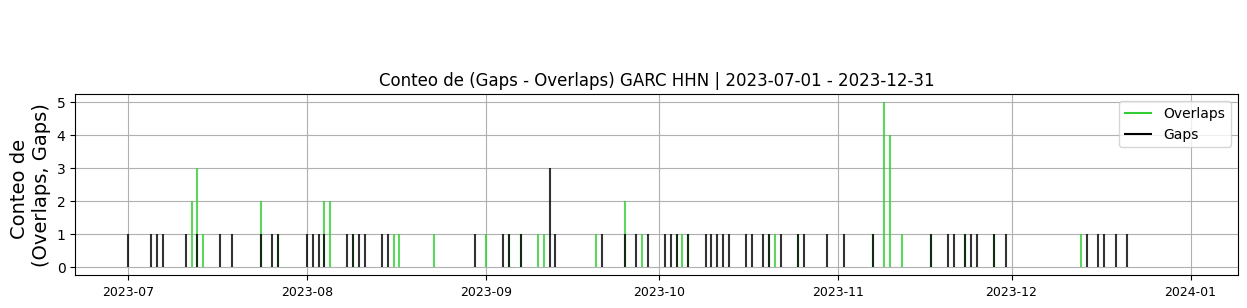 Conteo de (Gaps - Overlaps) GARC HHN | 2023-07-01 - 2023-12-31
Conteo de
(Overlaps, Gaps)
5
4
3
2
1
0
Overlaps
Gaps
2023-07
2023-08
2023-09
2023-10
2023-11
2023-12
2024-01